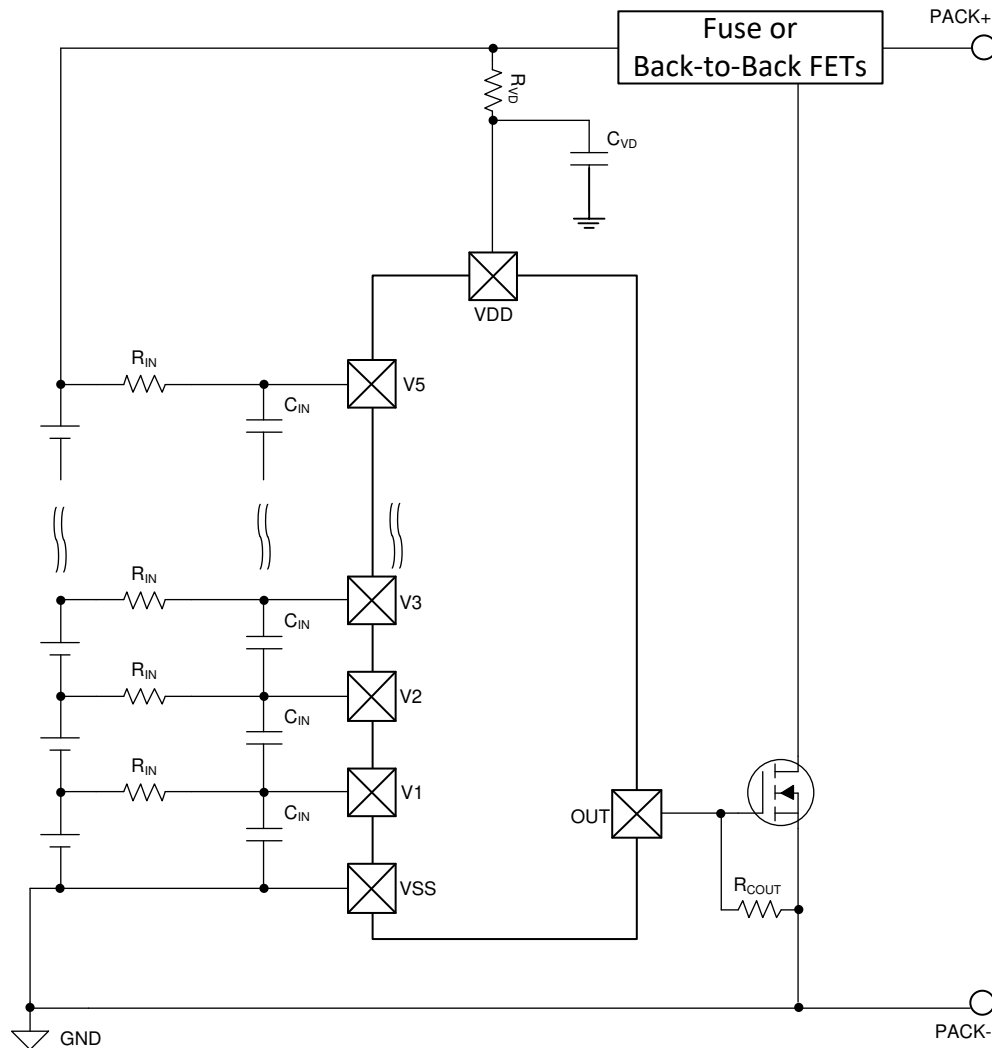 PACK+
Fuse or
Back-to-Back FETs
RVD
CVD
VDD
RIN
CIN
V5
RIN
CIN
V3
RIN
CIN
V2
RIN
CIN
V1
OUT
VSS
RCOUT
GND
PACK-